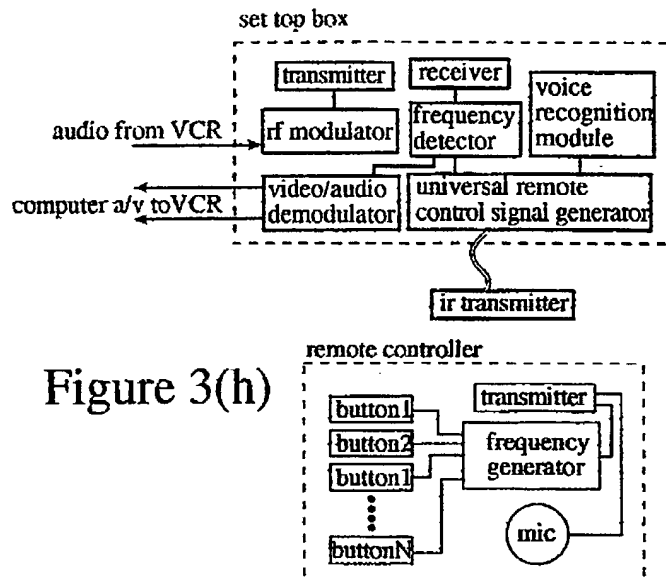 set top box
transmitter
receiver
voice
recognition
module
audio from VCR
rf modulator
frequency
detector
computer a/v toVCR
video/audio
demodulator
universal remote
control signal generator
ir transmitter
remote controller
Figure 3(h)
button1
button2
button1
buttonN
transmitter
frequency
generator
mic